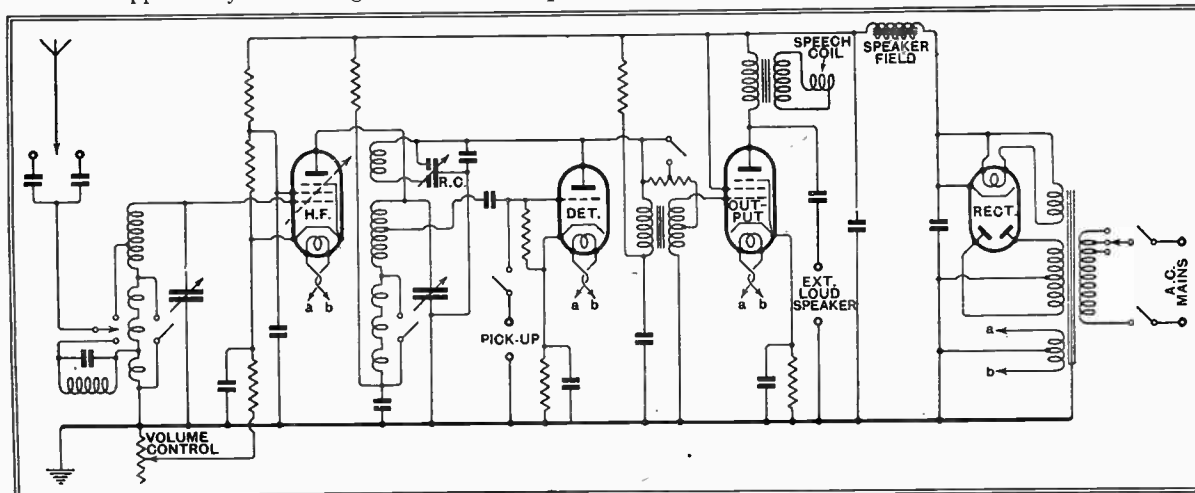 SPEECH
COIL
SPEAKER
FIELD
H.F.
R.C.
DET.
OUT-
PUT
RECT.
A.C.
MAINS
a b
a b
a b
PICK-UP
EXT.
LOUD
SPEAKER
a
b
VOLUME
CONTROL